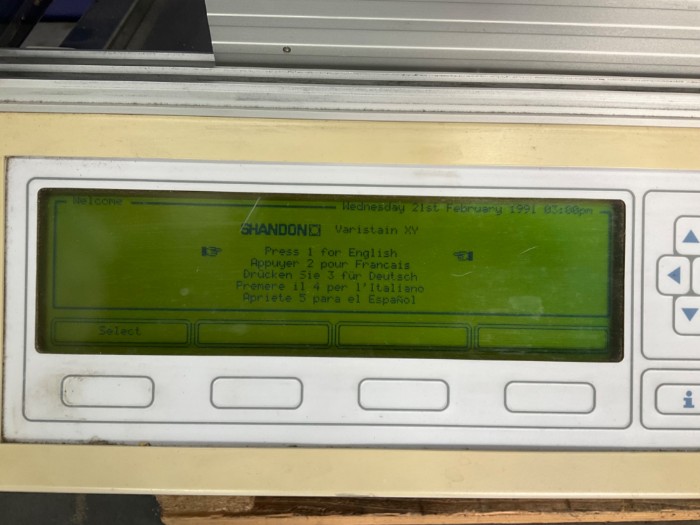 Welcome
Wednesday 21st February 1991 03:00pm
SHANDON Varistain XY
Press 1 for English
Appuyer 2 pour Francais
Drücken Sie 3 für Deutsch
Premere il 4 per l'Italiano
Apriete 5 para el Español
Select
i